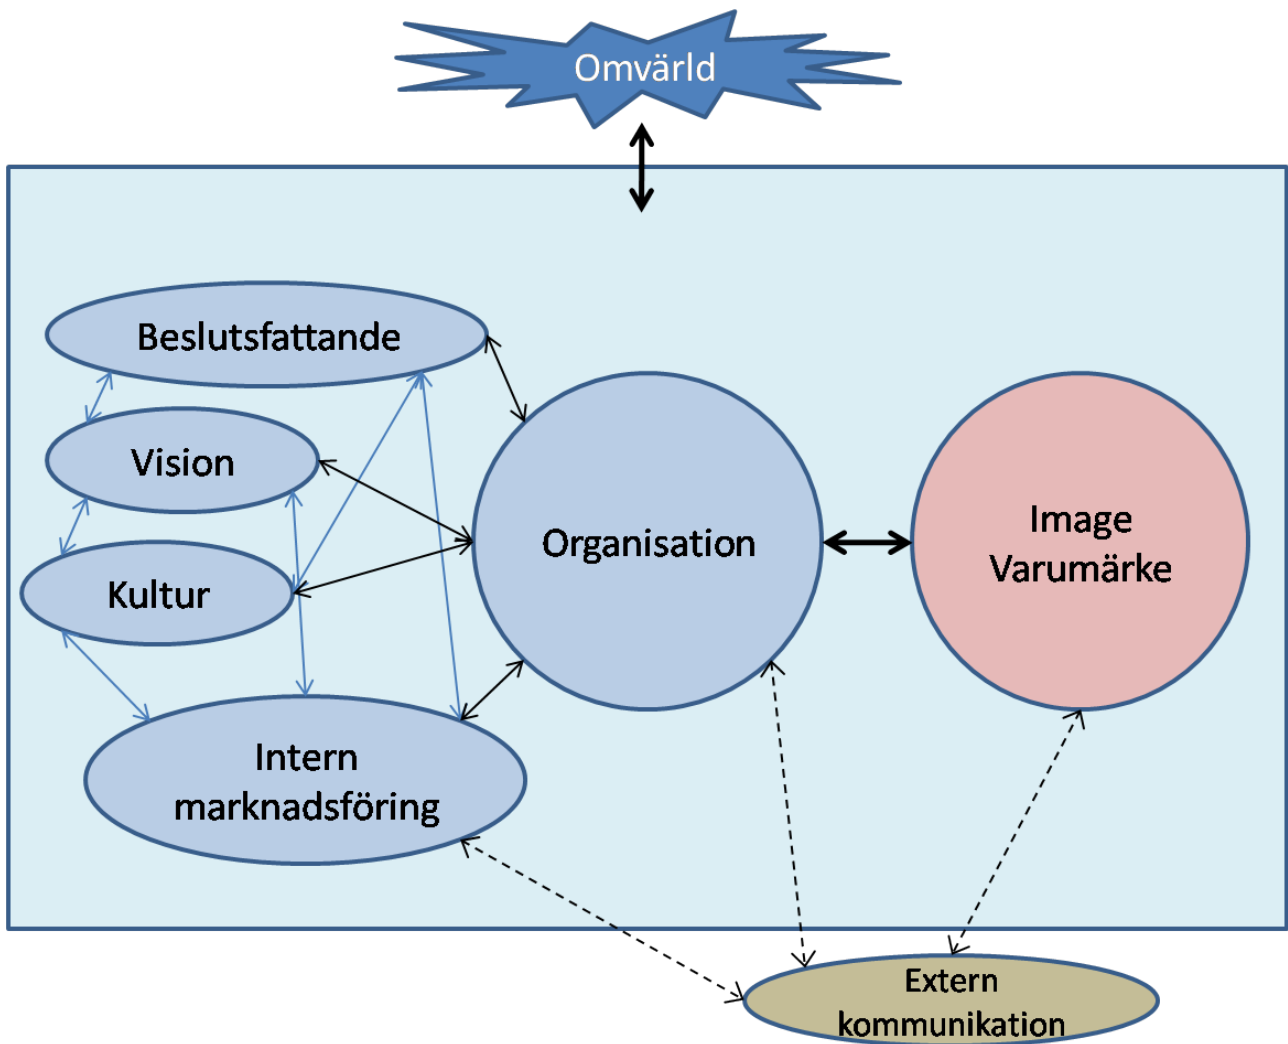 Omvärld
Beslutsfattande
Vision
Kultur
Intern
marknadsföring
Organisation
Image
Varumärke
Extern
kommunikation